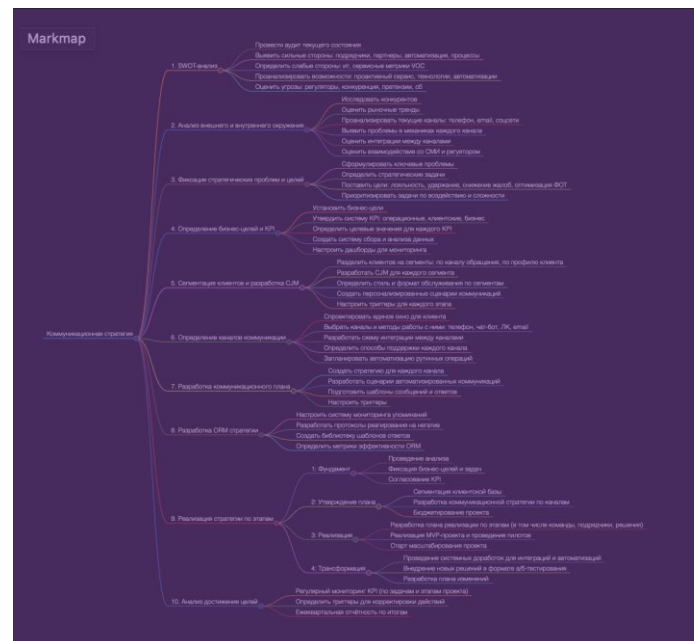 Markmap
Провести аудит текущего состояния
Выявить сильные стороны: подрядчики, партнеры, автоматизация, процессы
1. SWOT-анализ
Определить слабые стороны: ит, сервисные метрики VOC
Проанализировать возможности: проактивный сервис, технологии, автоматизации
Оценить угрозы: регуляторы, конкуренция, претензии, сб
Исследовать конкурентов
Оценить рыночные тренды
Проанализировать текущие каналы: телефон, email, соцсети
2. Анализ внешнего и внутреннего окружения
Выявить проблемы в механиках каждого канала
Оценить интеграции между каналами
Оценить взаимодействие со СМИ и регулятором
Сформулировать ключевые проблемы
Определить стратегические задачи
3. Фиксация стратегических проблем и целей
Поставить цели: лояльность, удержание, снижение жалоб, оптимизация ФОТ
Приоритизировать задачи по воздействию и сложности
Установить бизнес-цели
Утвердить систему KPI: операционные, клиентские, бизнес
4. Определение бизнес-целей и KPI
Определить целевые значения для каждого KPI
Создать систему сбора и анализа данных
Настроить дашборды для мониторинга
Разделить клиентов на сегменты: по каналу обращения, по профилю клиента
Разработать CJM для каждого сегмента
5. Сегментация клиентов и разработка CJM
Определить стиль и формат обслуживания по сегментам
Создать персонализированные сценарии коммуникаций
Настроить триггеры для каждого этапа
Коммуникационная стратегия
Спроектировать единое окно для клиента
Выбрать каналы и методы работы с ними: телефон, чат-бот, ЛК, email
6. Определение каналов коммуникации
Разработать схему интеграции между каналами
Определить способы поддержки каждого канала
Запланировать автоматизацию рутинных операций
Создать стратегию для каждого канала
Разработать сценарии автоматизированных коммуникаций
7. Разработка коммуникационного плана
Подготовить шаблоны сообщений и ответов
Настроить триггеры
Настроить систему мониторинга упоминаний
Разработать протоколы реагирования на негатив
8. Разработка ORM стратегии
Создать библиотеку шаблонов ответов
Определить метрики эффективности ORM
Проведение анализа
1: Фундамент
Фиксация бизнес-целей и задач
Согласование KPI
Сегментация клиентской базы
2: Утверждения плана
Разработка коммуникационной стратегии по каналам
Бюджетирование проекта
9. Реализация стратегии по этапам
Разработка плана реализации по этапам (в том числе команды, подрядчики, решения)
3: Реализация
Реализация MVP-проекта и проведение пилотов
Старт масштабирования проекта
Проведение системных доработок для интеграций и автоматизаций
4: Трансформация
Внедрение новых решений в формате а/б-тестирования
Разработка плана изменений
Регулярный мониторинг KPI (по задачам и этапам проекта)
10. Анализ достижения целей
Определить триггеры для корректировки действий
Ежеквартальная отчётность по итогам